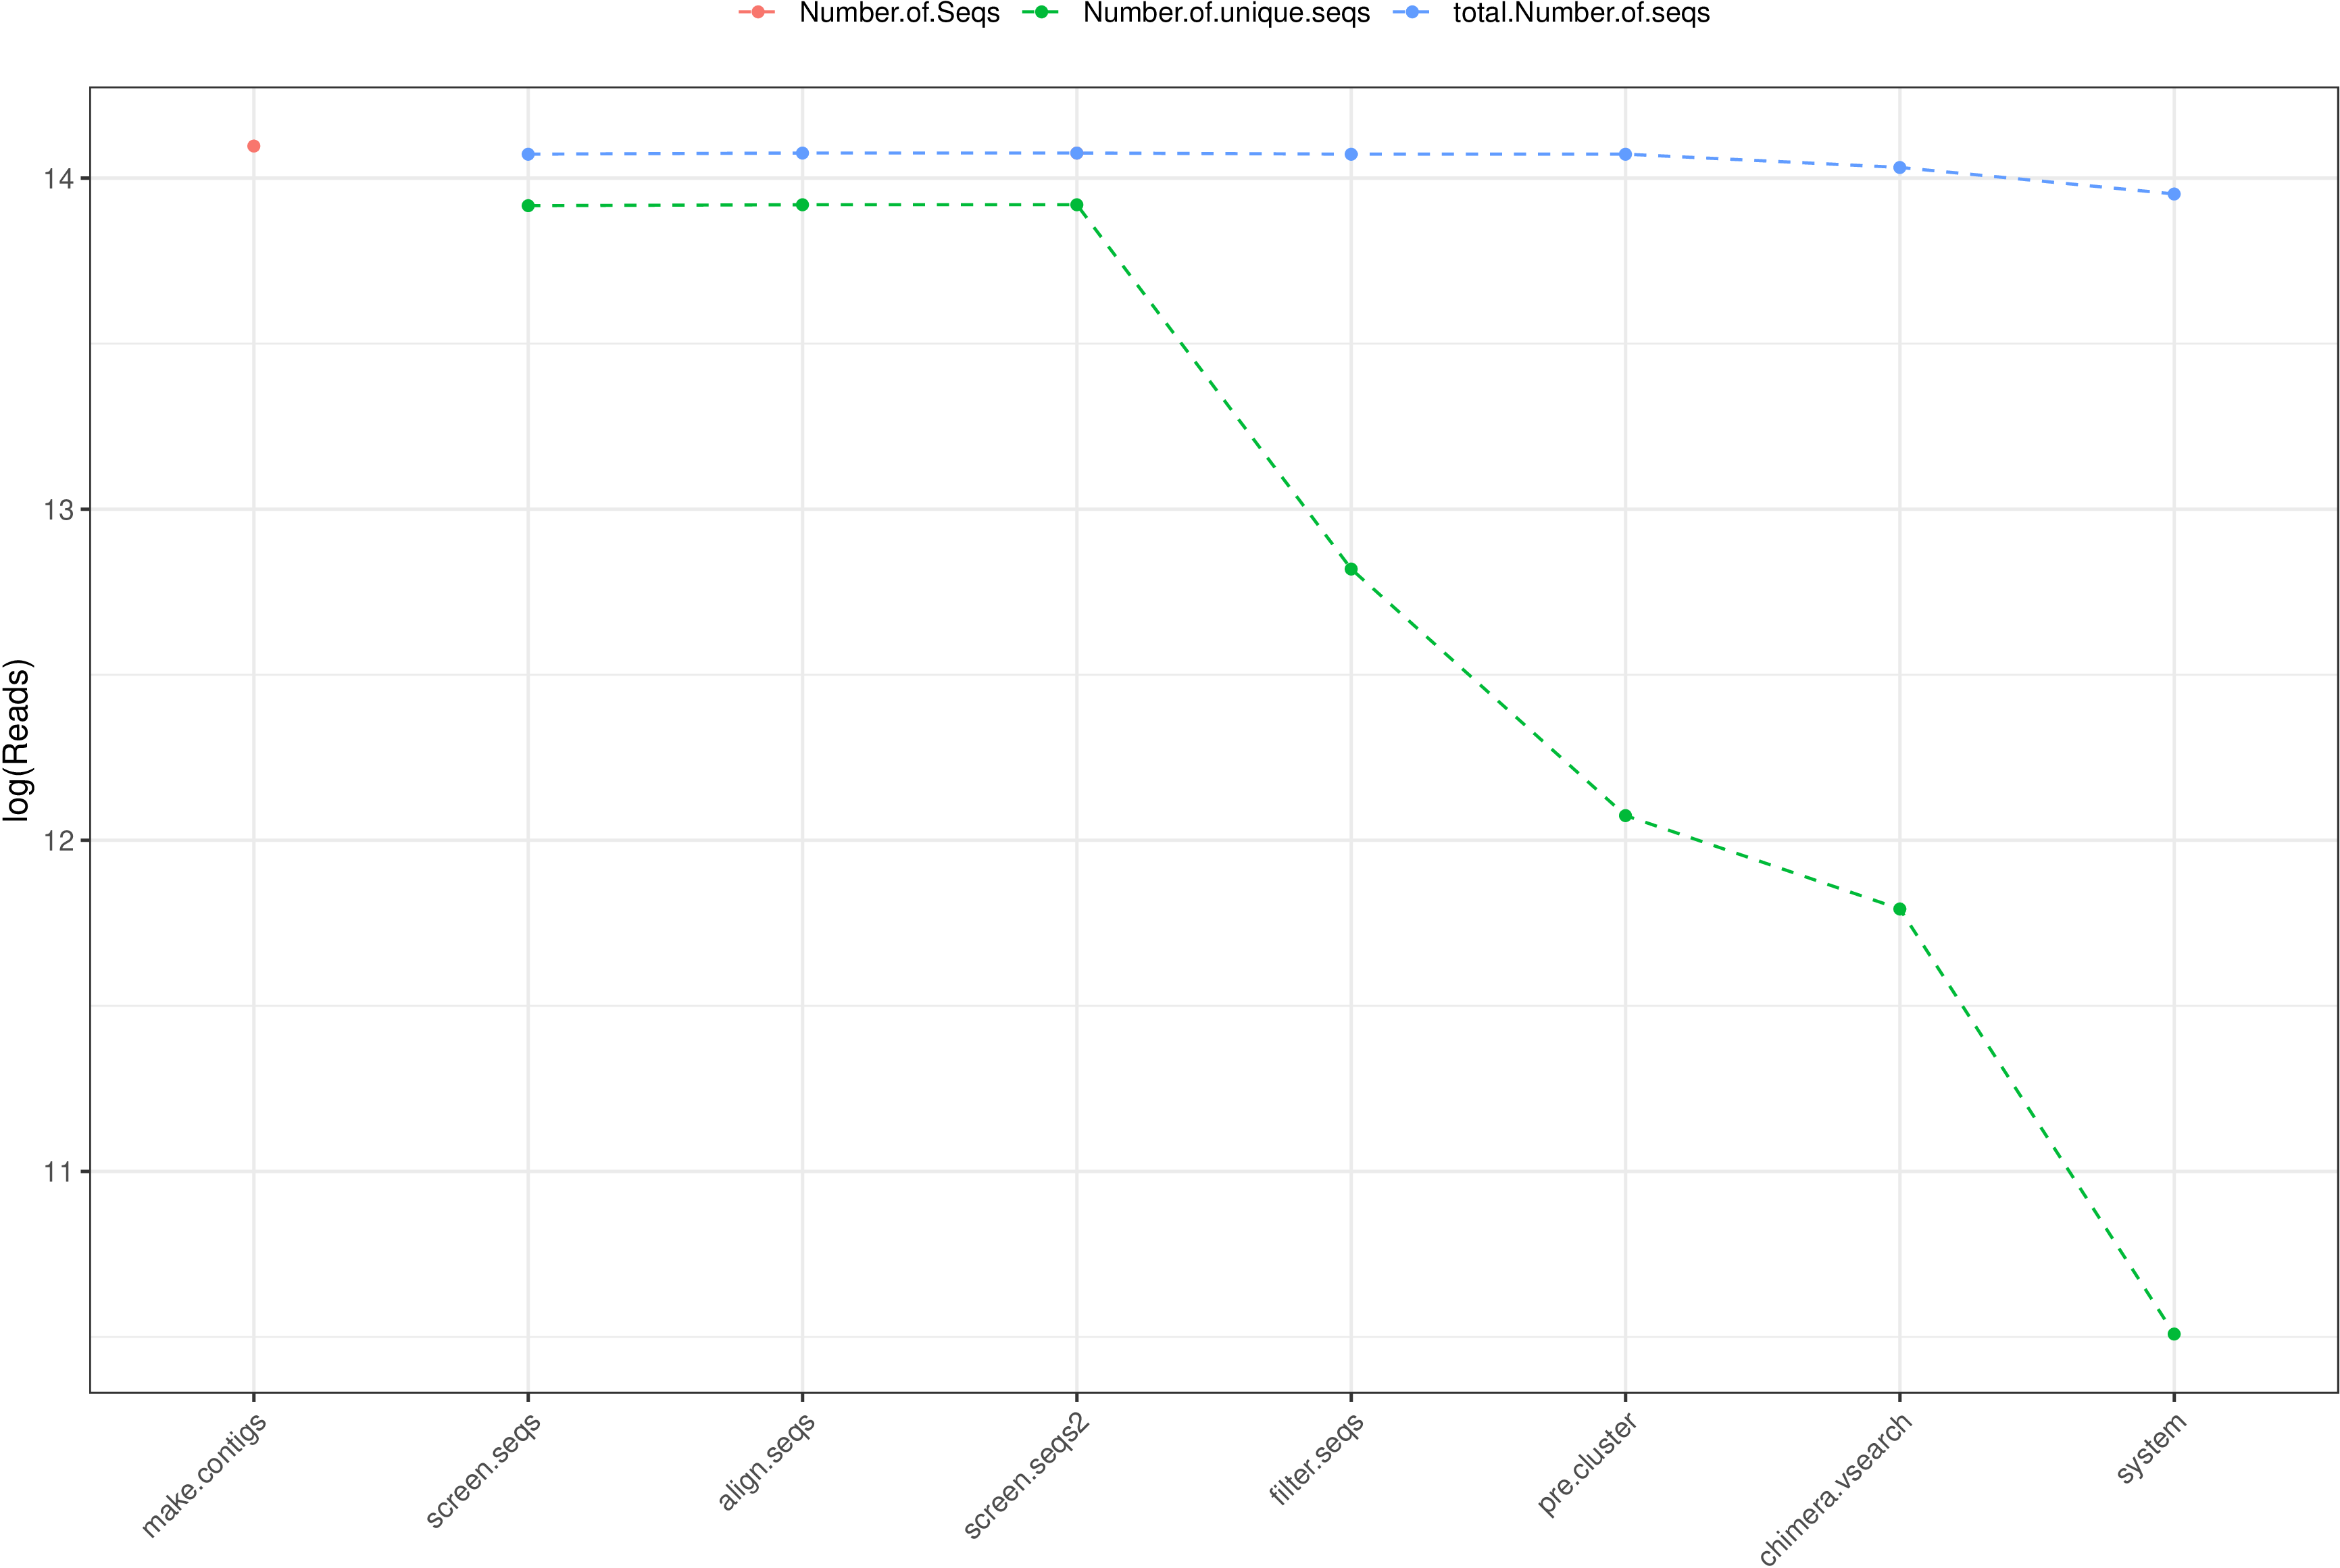 Number.of.Seqs Number.of.unique.seqs total.Number.of.seqs
log(Reads)
14
13
12
11
make.contigs
screen.seqs
align.seqs
screen.seqs2
filter.seqs
pre.cluster
chimera.vsearch
system